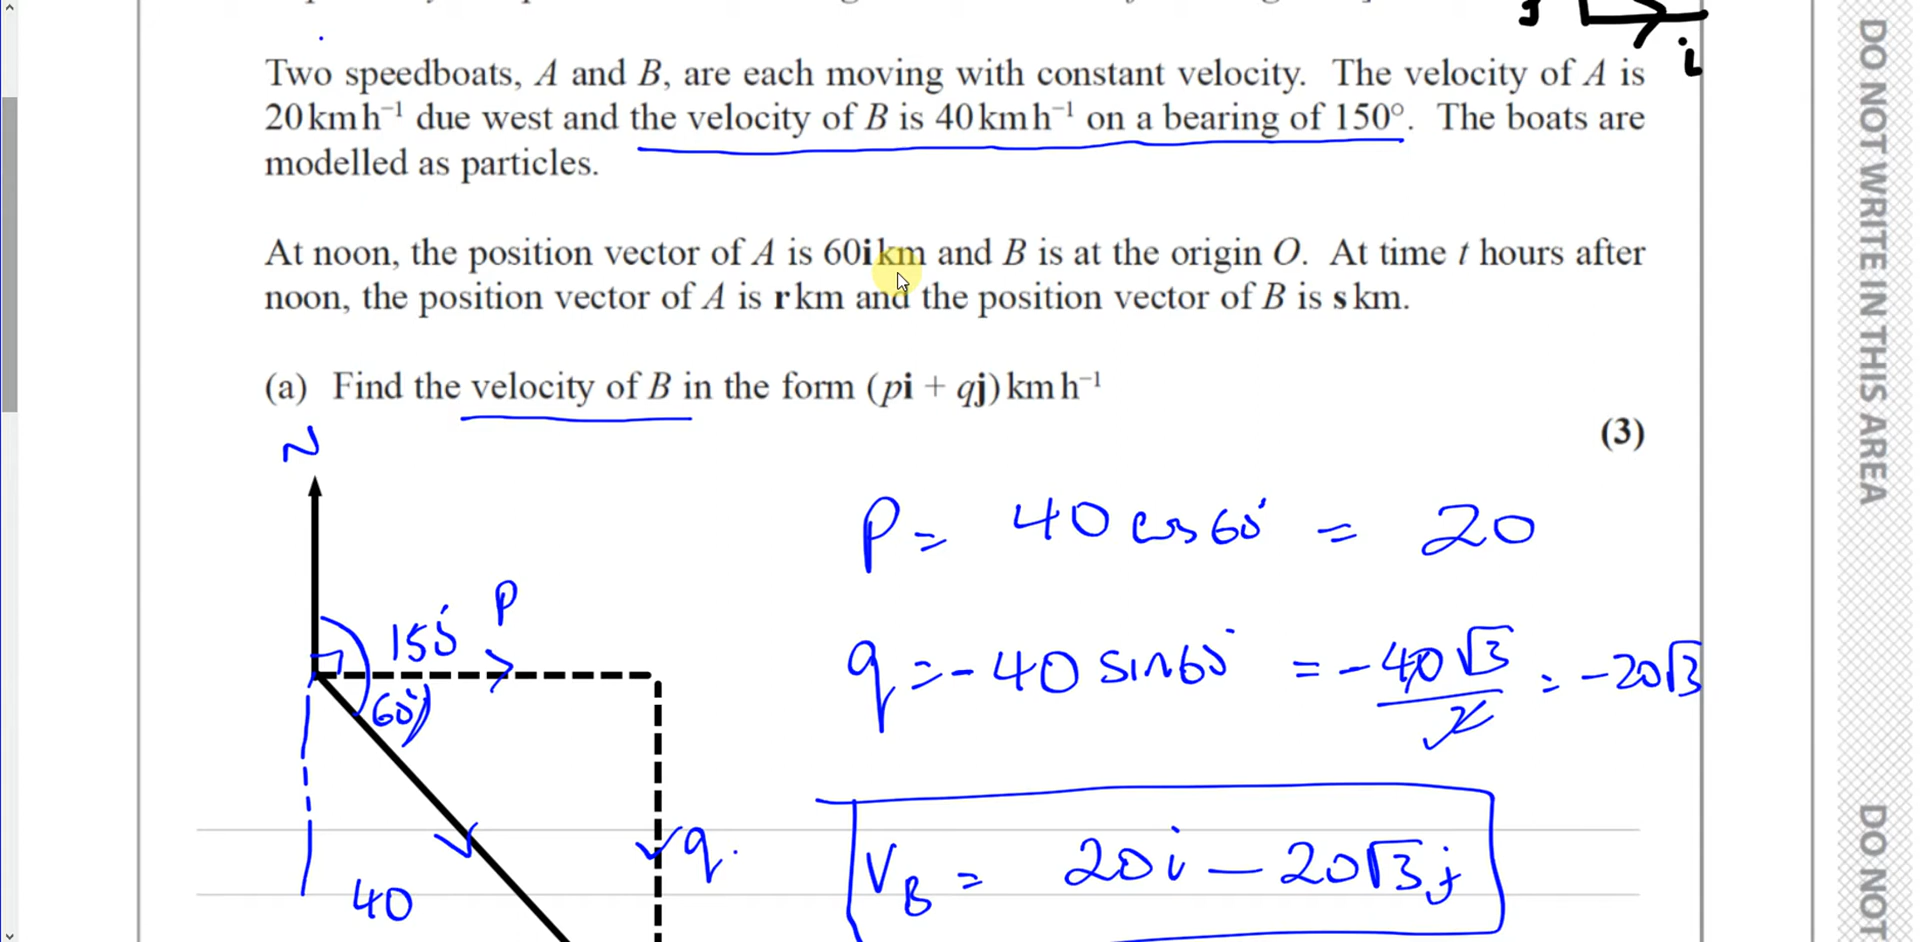 j
i
Two speedboats, A and B, are each moving with constant velocity. The velocity of A is
20 km h⁻¹ due west and the velocity of B is 40 km h⁻¹ on a bearing of 150°. The boats are
modelled as particles.
At noon, the position vector of A is 60i km and B is at the origin O. At time t hours after
noon, the position vector of A is r km and the position vector of B is s km.
(a) Find the velocity of B in the form (pi + qj) km h⁻¹
(3)
N
150°
P
60°
q.
40
P = 40 cos 60° = 20
q = -40 sin 60° = -40√3/2 = -20√3
V_B = 20i - 20√3 j
DO NOT WRITE IN THIS AREA
DO NOT